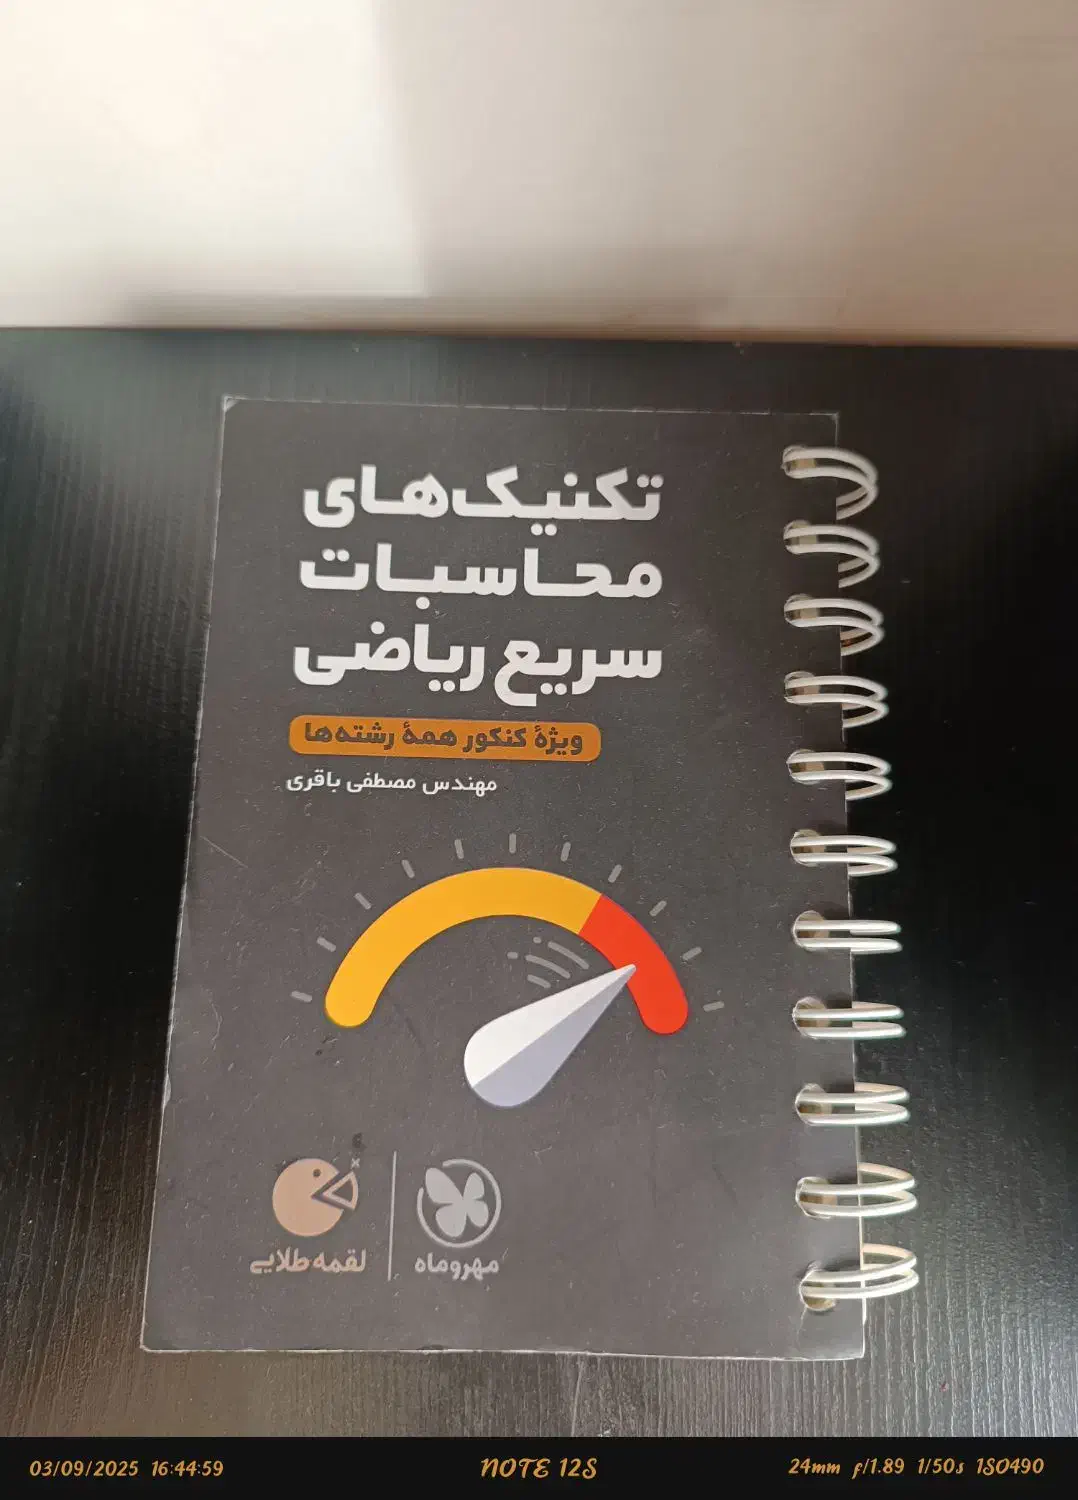 تکنیک‌های
محاسبات
سریع ریاضی
ویژهٔ کنکور همهٔ رشته‌ها
مهندس مصطفی باقری
مهروماه
لقمه طلایی
03/09/2025 16:44:59
NOTE 12S
24mm f/1.89 1/50s ISO490